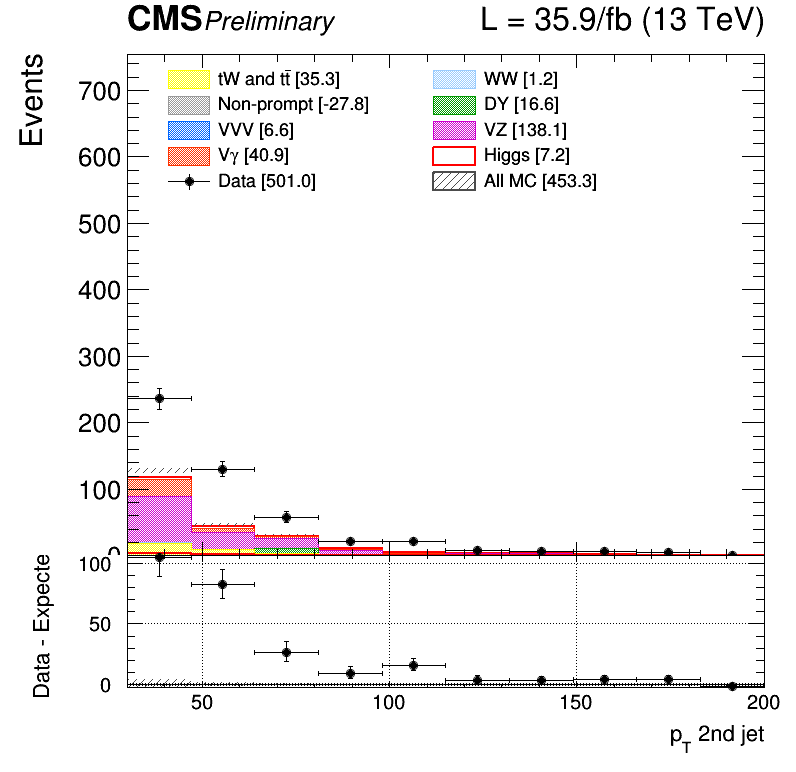 CMS Preliminary L = 35.9/fb (13 TeV)
Events
700
600
500
400
300
200
100
0
tW and tt̄ [35.3]
Non-prompt [-27.8]
VVV [6.6]
Vγ [40.9]
Data [501.0]
WW [1.2]
DY [16.6]
VZ [138.1]
Higgs [7.2]
All MC [453.3]
Data - Expecte
100
50
0
50 100 150 200
pT 2nd jet